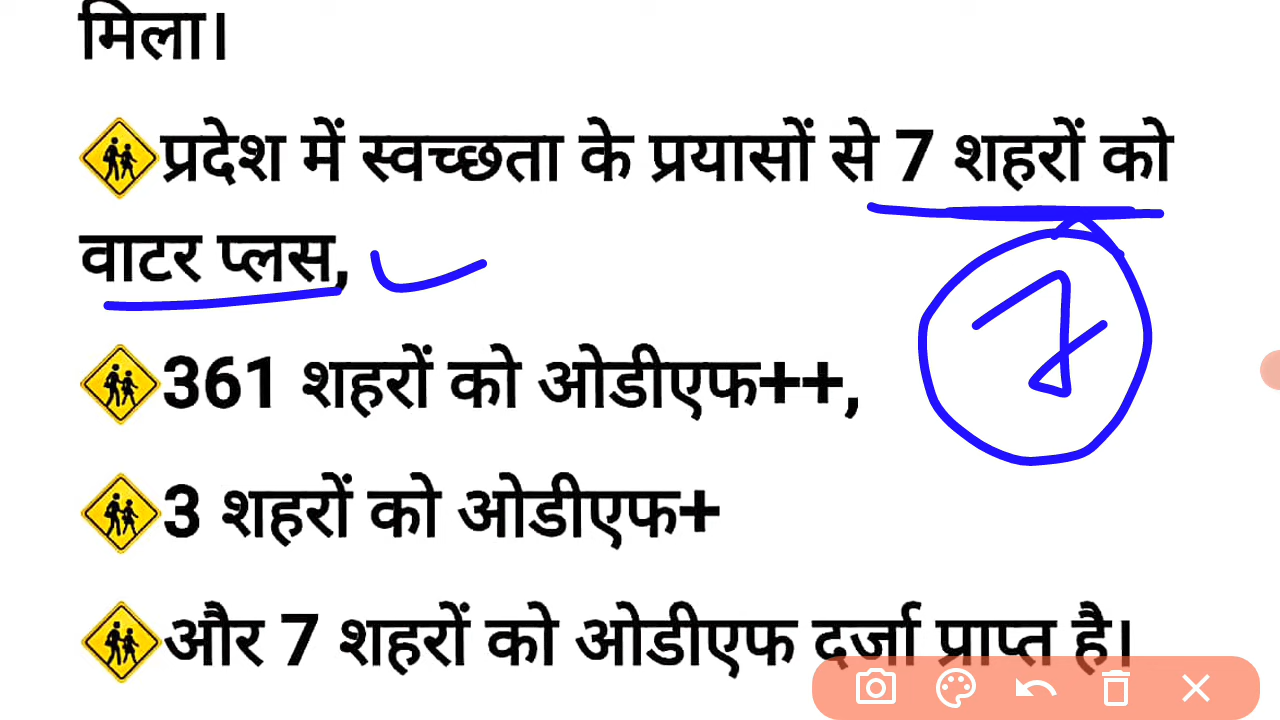 मिला।
प्रदेश में स्वच्छता के प्रयासों से 7 शहरों को
वाटर प्लस,
7
361 शहरों को ओडीएफ++,
3 शहरों को ओडीएफ+
और 7 शहरों को ओडीएफ दर्जा प्राप्त है।